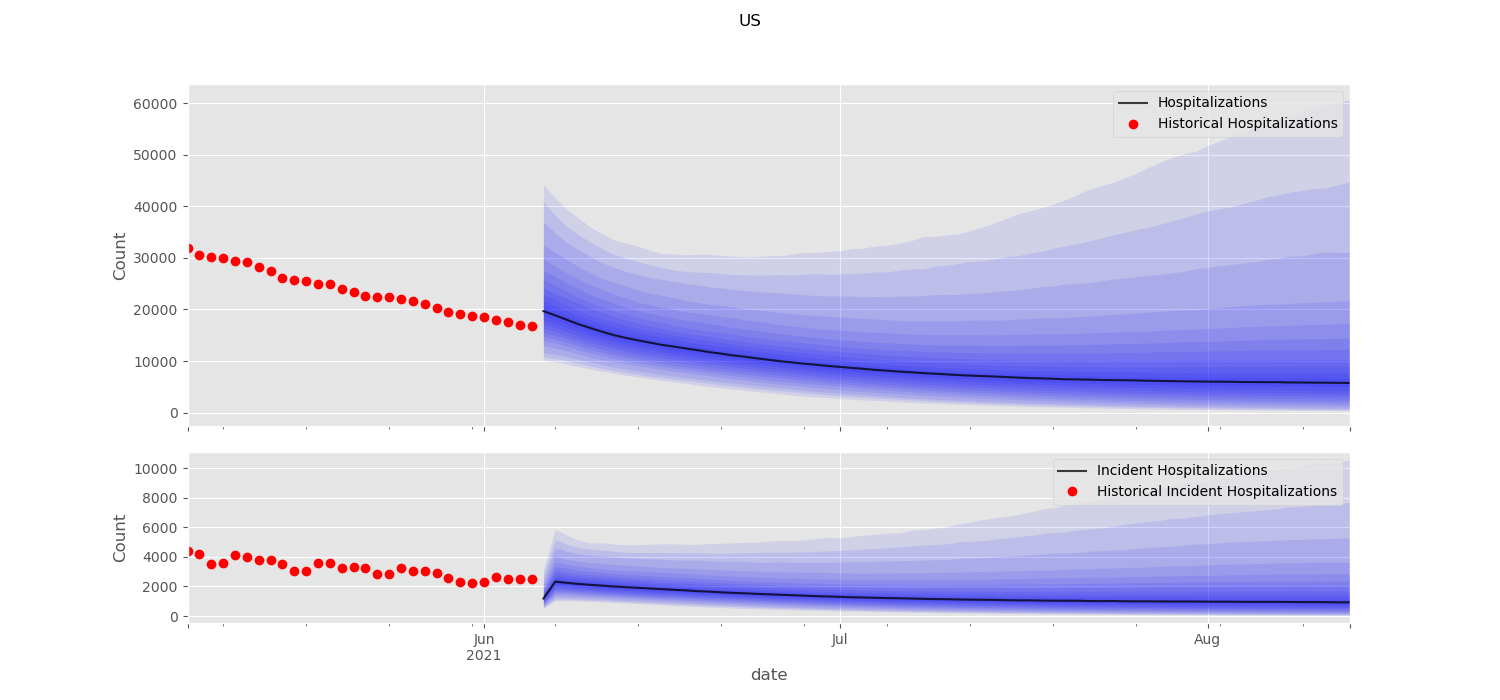 US
60000
50000
40000
30000
20000
10000
0
Count
Hospitalizations
Historical Hospitalizations
10000
8000
6000
4000
2000
0
Count
Incident Hospitalizations
Historical Incident Hospitalizations
Jun
2021
Jul
Aug
date